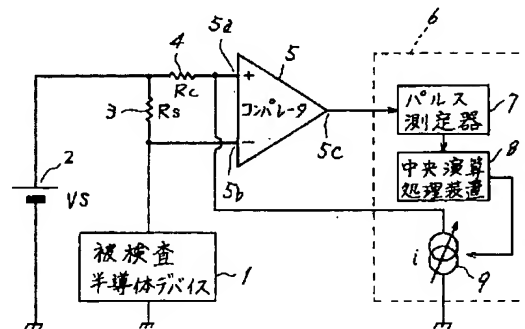 6
4
5a
5
Rc
3
Rs
コンパレータ
5c
パルス
測定器
7
2
VS
5b
8
中央演算
処理装置
被検査
半導体デバイス
1
i
9
+
−